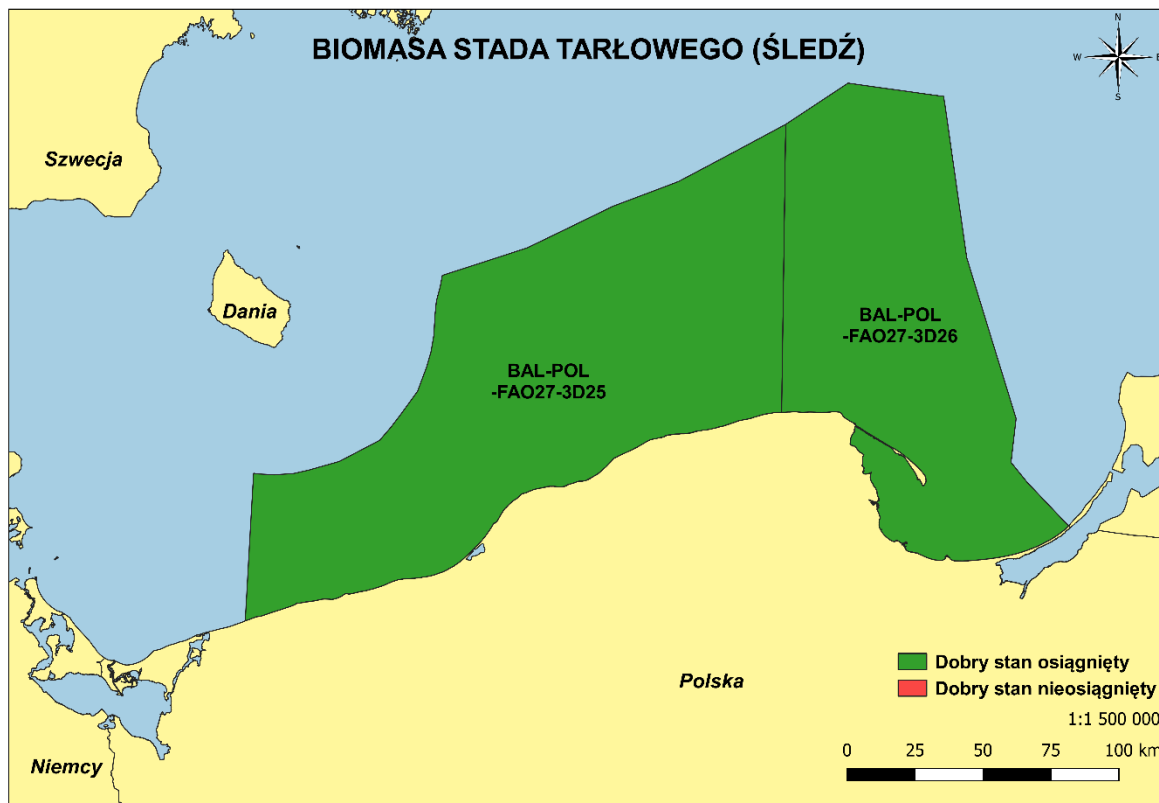 BIOMASA STADA TARŁOWEGO (ŚLEDŹ)
N
W
E
S
Szwecja
Dania
BAL-POL
-FAO27-3D26
BAL-POL
-FAO27-3D25
Polska
Niemcy
Dobry stan osiągnięty
Dobry stan nieosiągnięty
1:1 500 000
0 25 50 75 100 km